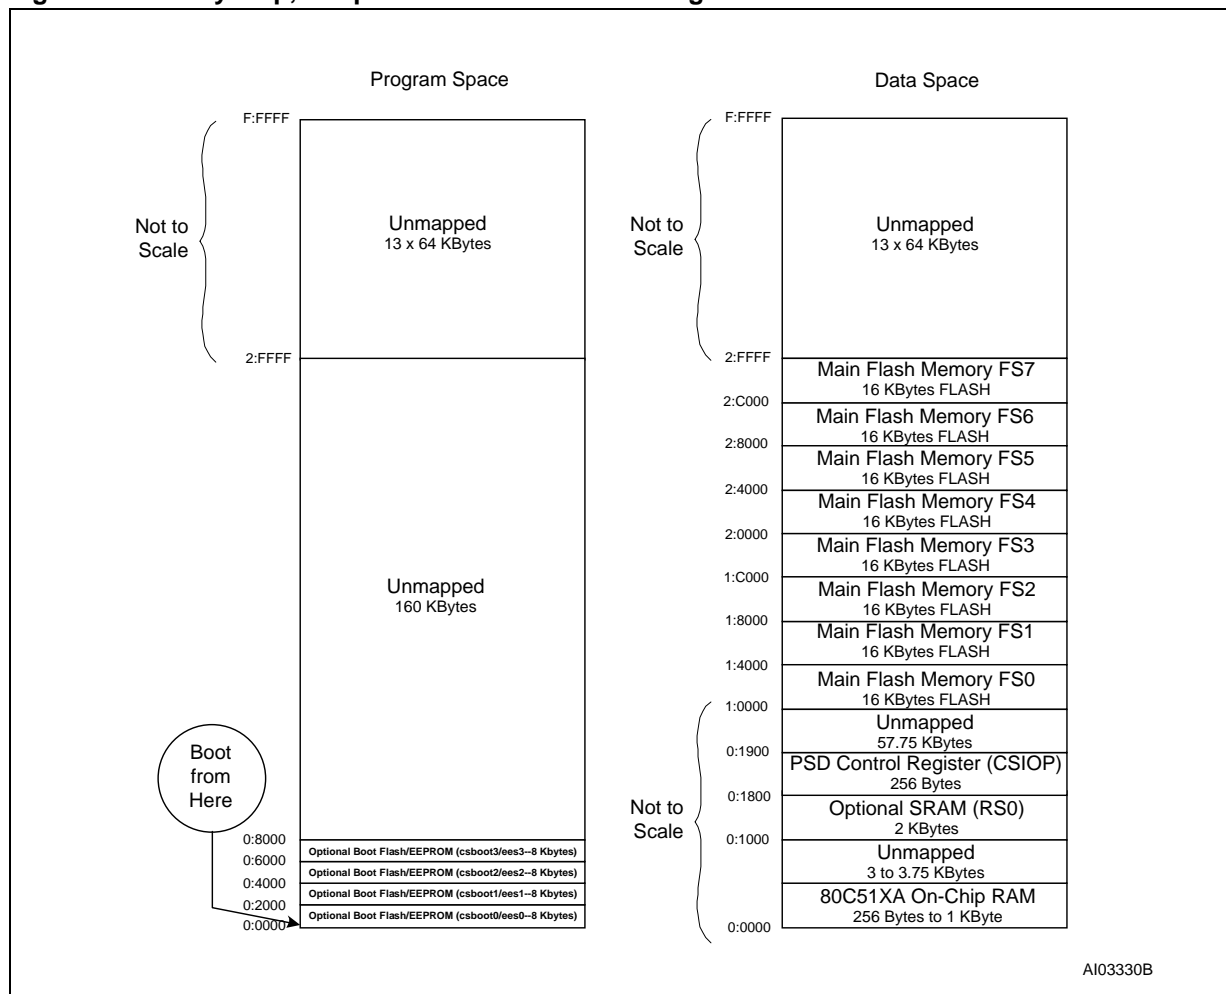 Program Space
F:FFFF
Not to
Scale
Unmapped
13 x 64 KBytes
2:FFFF
Unmapped
160 KBytes
Boot
from
Here
0:8000
Optional Boot Flash/EEPROM (csboot3/ees3--8 Kbytes)
0:6000
Optional Boot Flash/EEPROM (csboot2/ees2--8 Kbytes)
0:4000
Optional Boot Flash/EEPROM (csboot1/ees1--8 Kbytes)
0:2000
Optional Boot Flash/EEPROM (csboot0/ees0--8 Kbytes)
0:0000
Data Space
F:FFFF
Not to
Scale
Unmapped
13 x 64 KBytes
2:FFFF
Main Flash Memory FS7
16 KBytes FLASH
2:C000
Main Flash Memory FS6
16 KBytes FLASH
2:8000
Main Flash Memory FS5
16 KBytes FLASH
2:4000
Main Flash Memory FS4
16 KBytes FLASH
2:0000
Main Flash Memory FS3
16 KBytes FLASH
1:C000
Main Flash Memory FS2
16 KBytes FLASH
1:8000
Main Flash Memory FS1
16 KBytes FLASH
1:4000
Main Flash Memory FS0
16 KBytes FLASH
1:0000
Unmapped
57.75 KBytes
0:1900
PSD Control Register (CSIOP)
256 Bytes
0:1800
Not to
Scale
Optional SRAM (RS0)
2 KBytes
0:1000
Unmapped
3 to 3.75 KBytes
80C51XA On-Chip RAM
256 Bytes to 1 KByte
0:0000
AI03330B